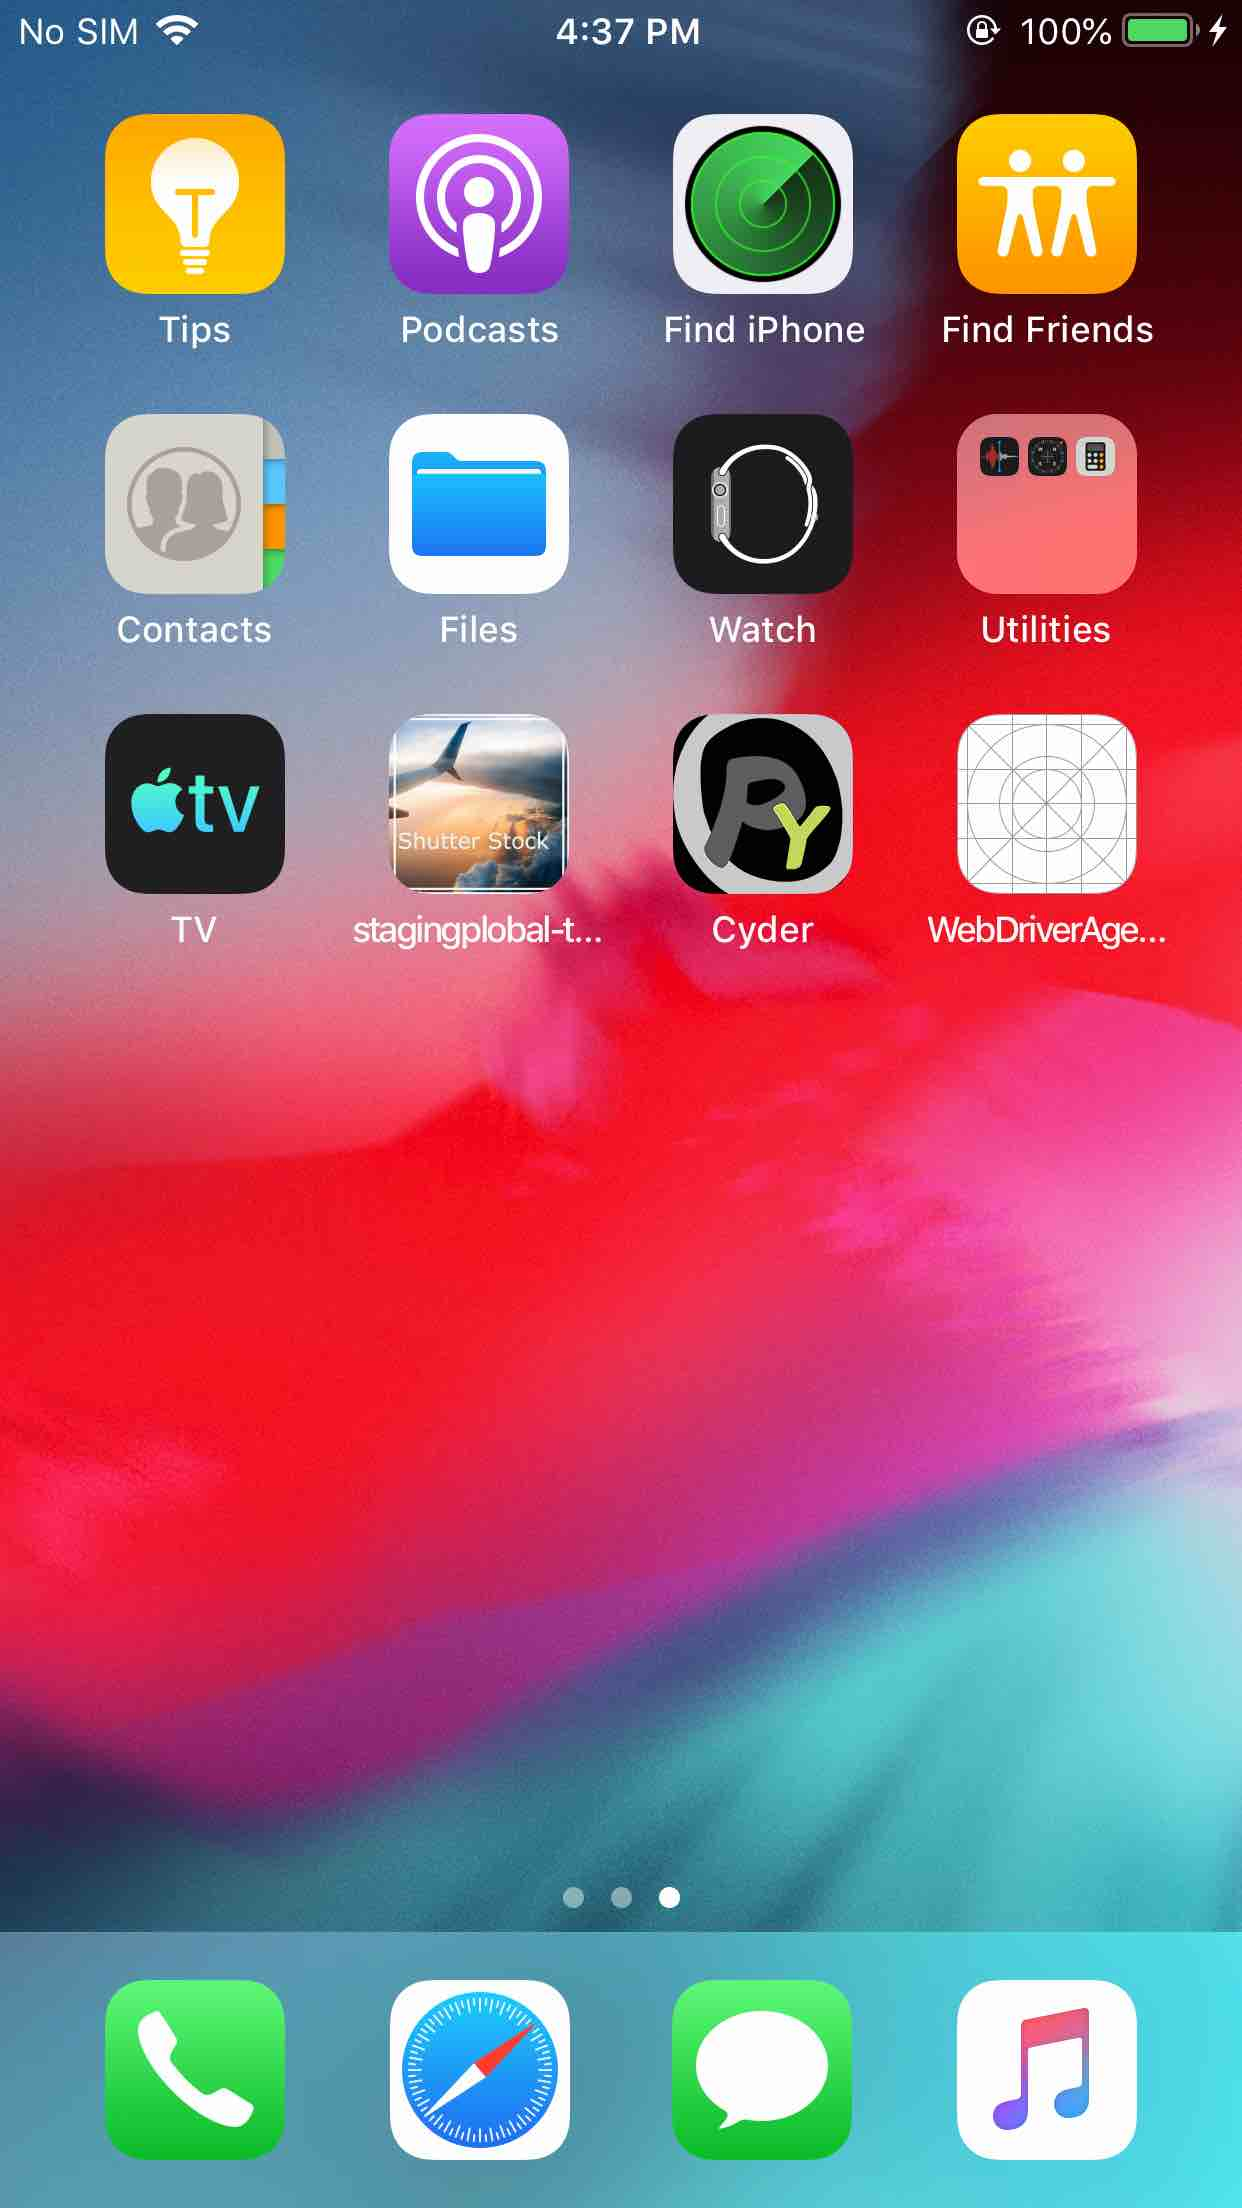 No SIM 4:37 PM 100%
Tips Podcasts Find iPhone Find Friends
Contacts Files Watch Utilities
tv Shutter Stock PY
TV stagingplobal-t... Cyder WebDriverAge...